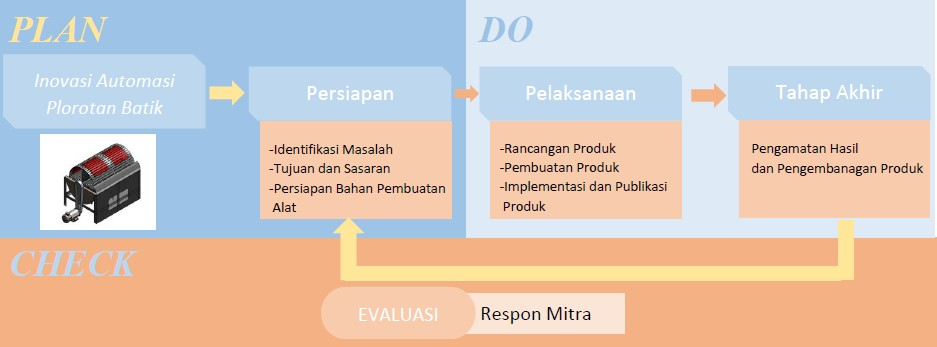 PLAN
Inovasi Automasi
Plorotan Batik
Persiapan
-Identifikasi Masalah
-Tujuan dan Sasaran
-Persiapan Bahan Pembuatan
Alat
DO
Pelaksanaan
-Rancangan Produk
-Pembuatan Produk
-Implementasi dan Publikasi
Produk
Tahap Akhir
Pengamatan Hasil
dan Pengembanagan Produk
CHECK
EVALUASI
Respon Mitra